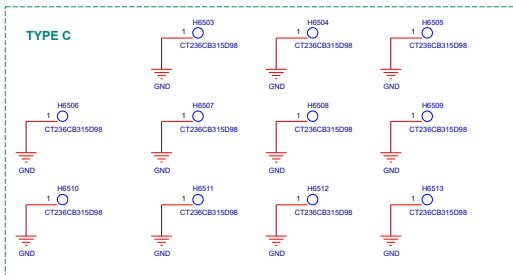 TYPE C
H6503 H6504 H6505
1 1 1
CT236CB315D98 CT236CB315D98 CT236CB315D98
GND GND GND
H6506 H6507 H6508 H6509
1 1 1 1
CT236CB315D98 CT236CB315D98 CT236CB315D98 CT236CB315D98
GND GND GND GND
H6510 H6511 H6512 H6513
1 1 1 1
CT236CB315D98 CT236CB315D98 CT236CB315D98 CT236CB315D98
GND GND GND GND